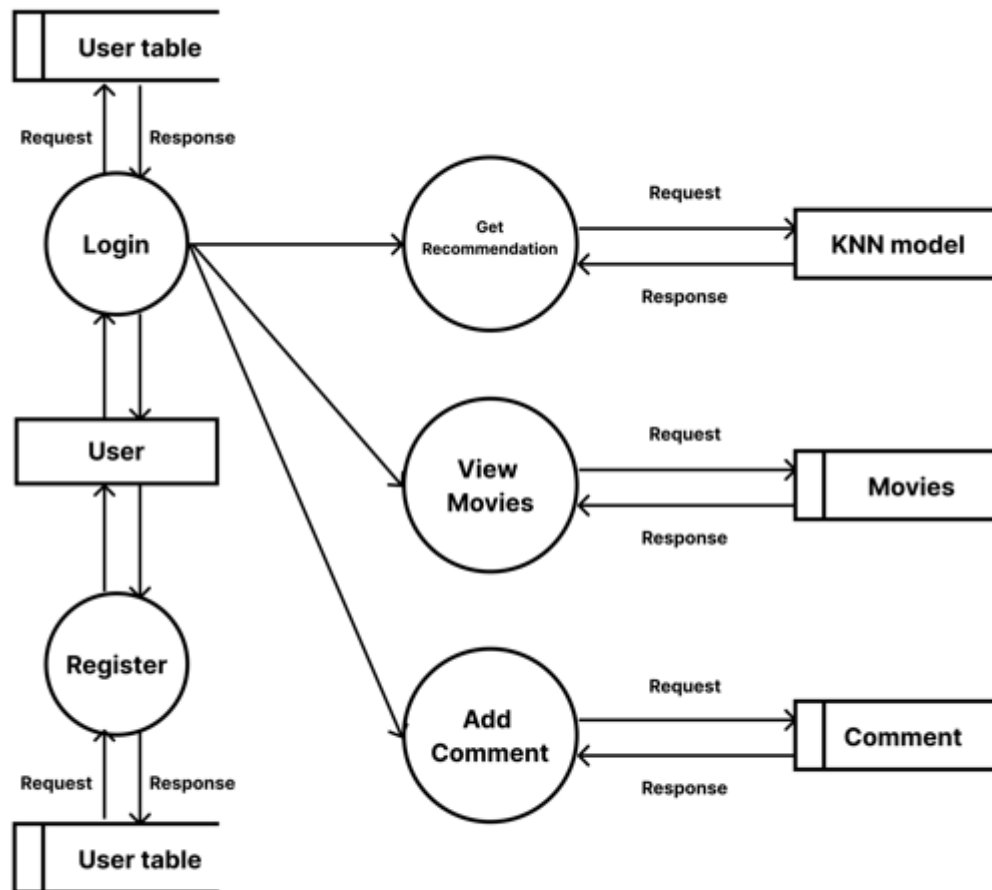 User table
Request
Response
Login
Get
Recommendation
Request
KNN model
Response
User
View
Movies
Request
Movies
Response
Register
Add
Comment
Request
Comment
Response
Request
Response
User table